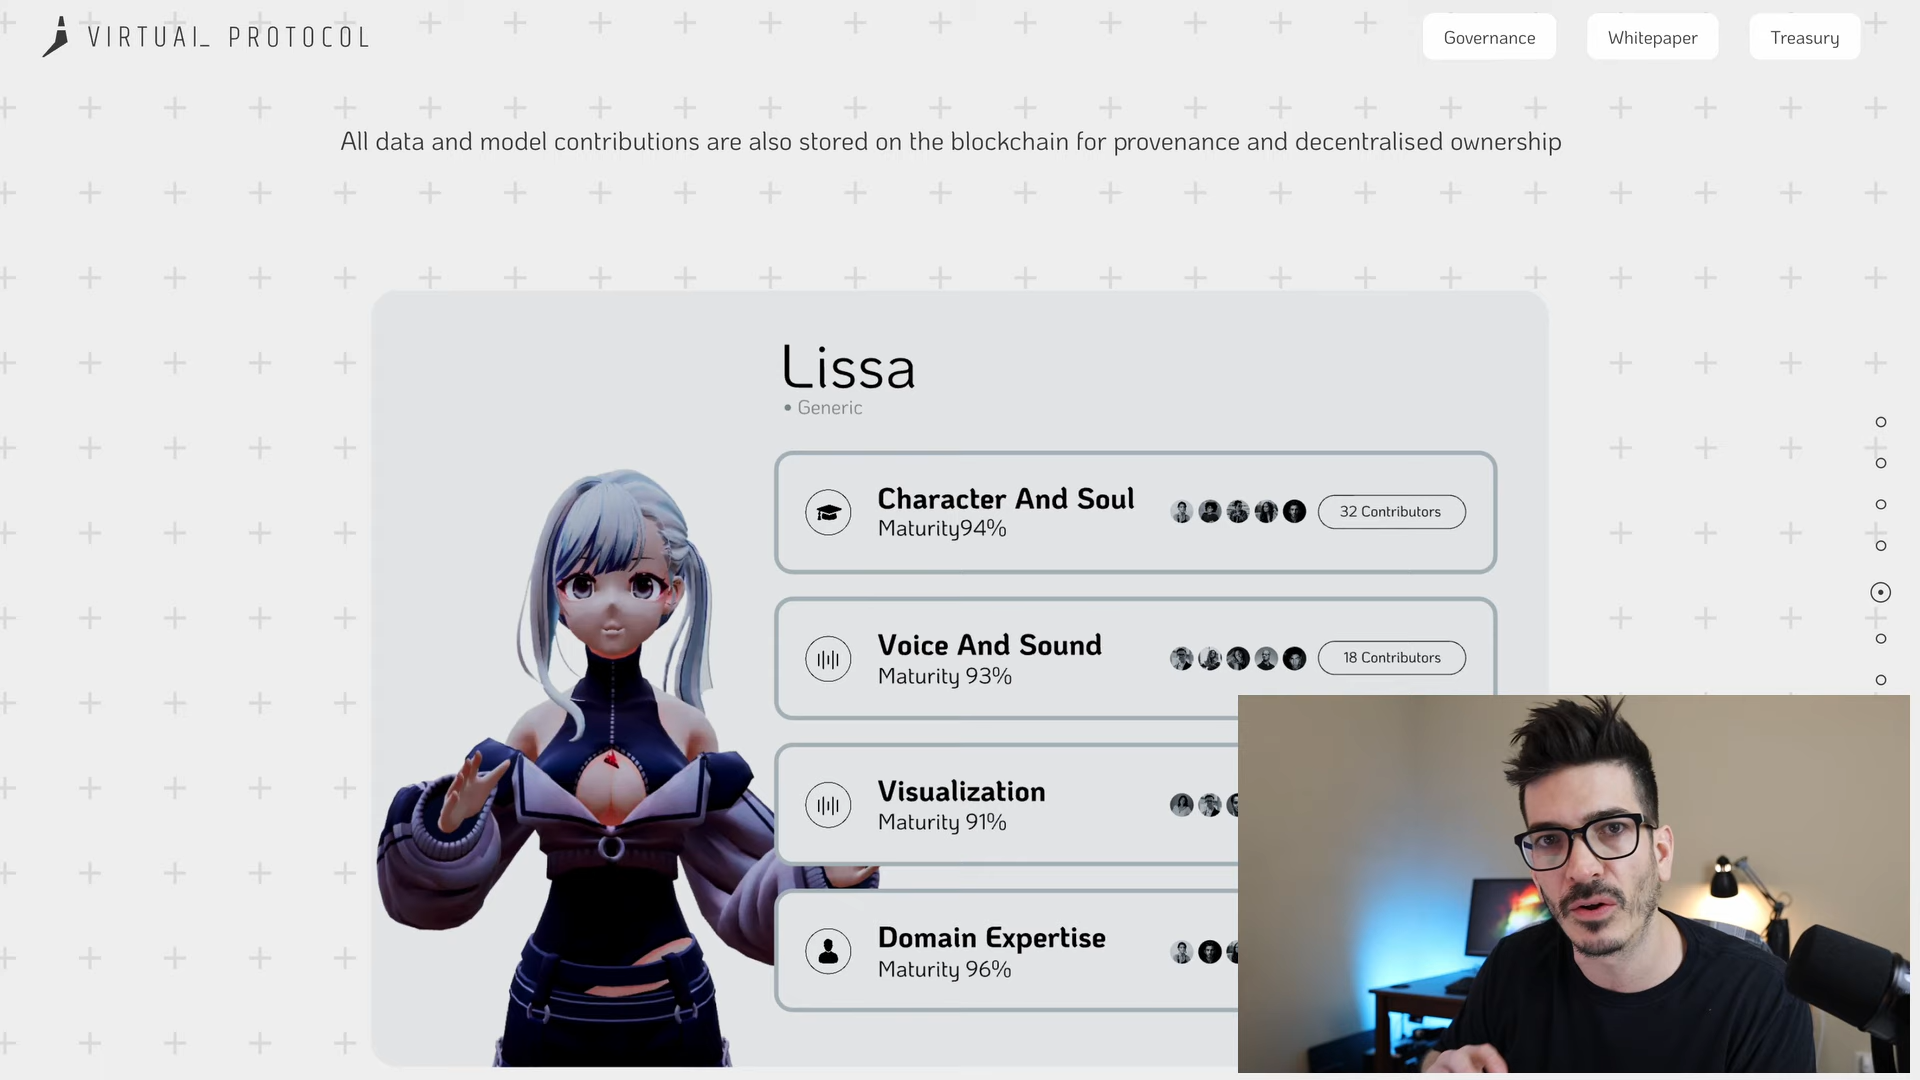 VIRTUAL PROTOCOL
Governance
Whitepaper
Treasury
All data and model contributions are also stored on the blockchain for provenance and decentralised ownership
Lissa
• Generic
Character And Soul
Maturity94%
32 Contributors
Voice And Sound
Maturity 93%
18 Contributors
Visualization
Maturity 91%
Domain Expertise
Maturity 96%